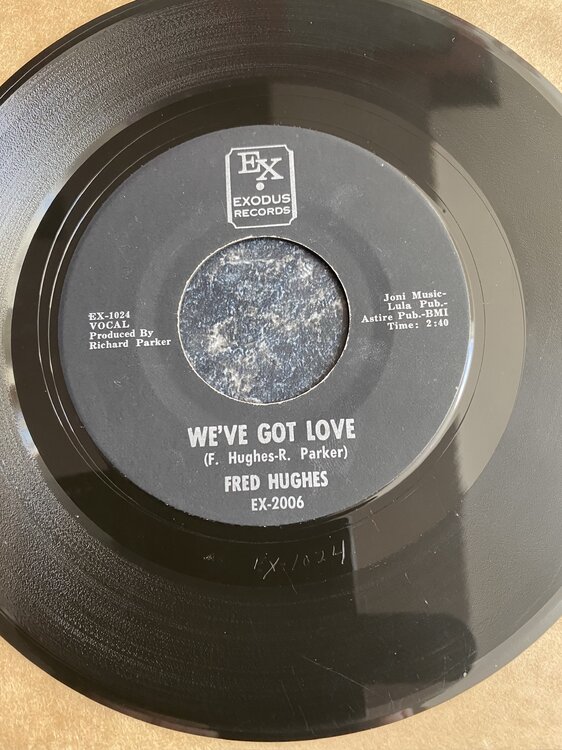 EX
EXODUS
RECORDS
EX-1024
VOCAL
Produced By
Richard Parker
Joni Music-
Lula Pub.-
Astire Pub.-BMI
Time: 2:40
WE'VE GOT LOVE
(F. Hughes-R. Parker)
FRED HUGHES
EX-2006
EX-1024